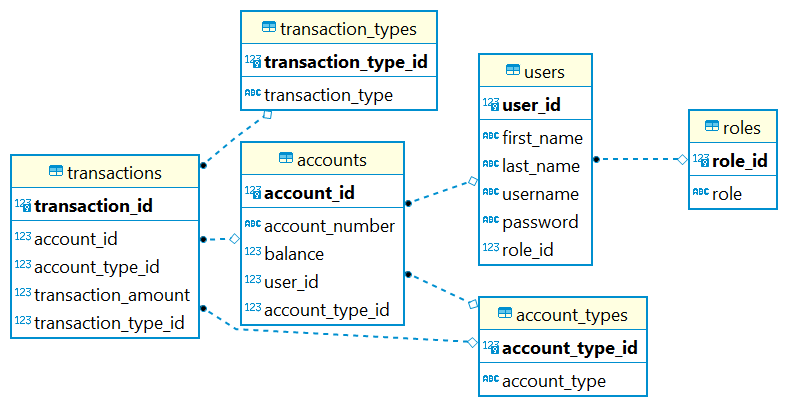 transaction_types
123 transaction_type_id
ABC transaction_type
users
123 user_id
ABC first_name
ABC last_name
ABC username
ABC password
123 role_id
roles
123 role_id
ABC role
transactions
123 transaction_id
123 account_id
123 account_type_id
123 transaction_amount
123 transaction_type_id
accounts
123 account_id
ABC account_number
123 balance
123 user_id
123 account_type_id
account_types
123 account_type_id
ABC account_type